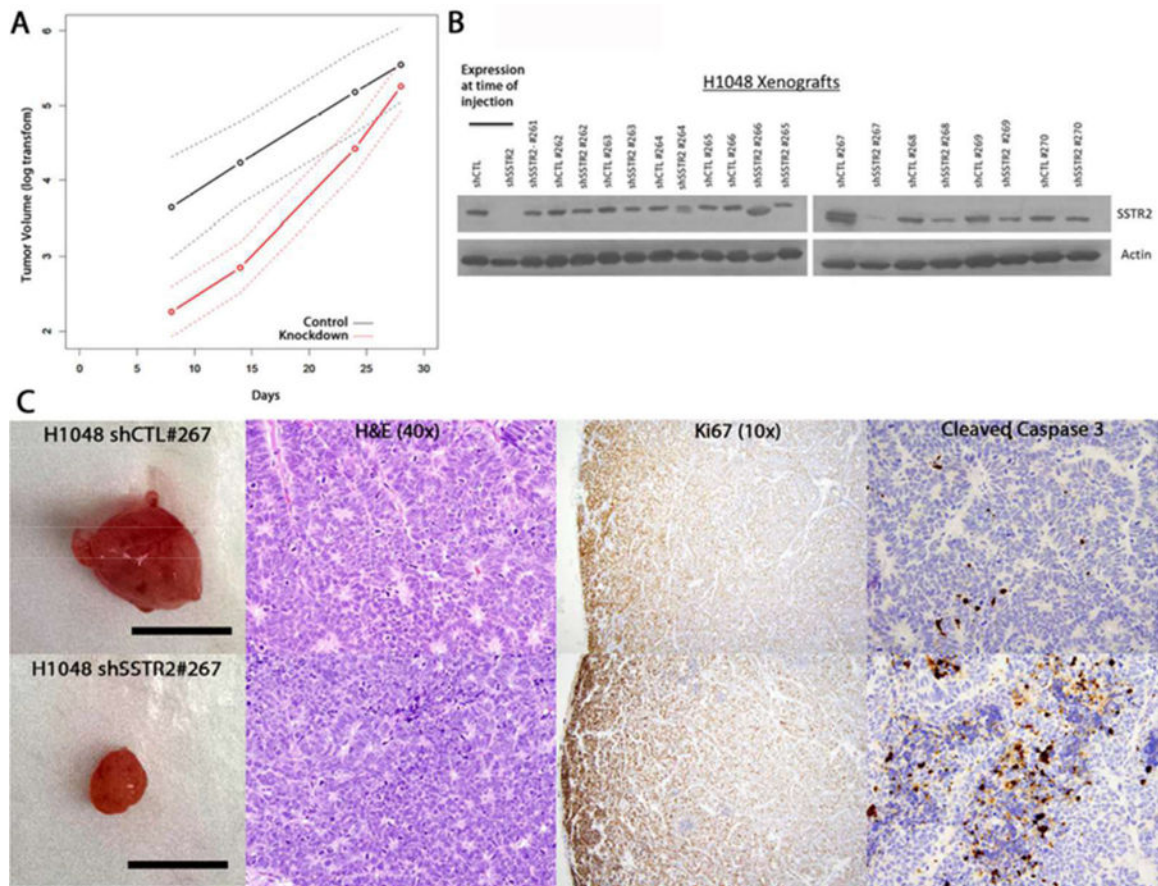 A
Tumor Volume (log transform)
6
5
4
3
2
Control
Knockdown
0 5 10 15 20 25 30
Days
B
Expression
at time of
injection
H1048 Xenografts
shCTL
shSSTR2
shSSTR2- #261
shCTL #262
shSSTR2 #262
shCTL #263
shSSTR2 #263
shCTL #264
shSSTR2 #264
shCTL #265
shCTL #266
shSSTR2 #266
shSSTR2 #265
shCTL #267
shSSTR2 #267
shCTL #268
shSSTR2 #268
shCTL #269
shSSTR2 #269
shCTL #270
shSSTR2 #270
SSTR2
Actin
C
H1048 shCTL#267
H&E (40x)
Ki67 (10x)
Cleaved Caspase 3
H1048 shSSTR2#267